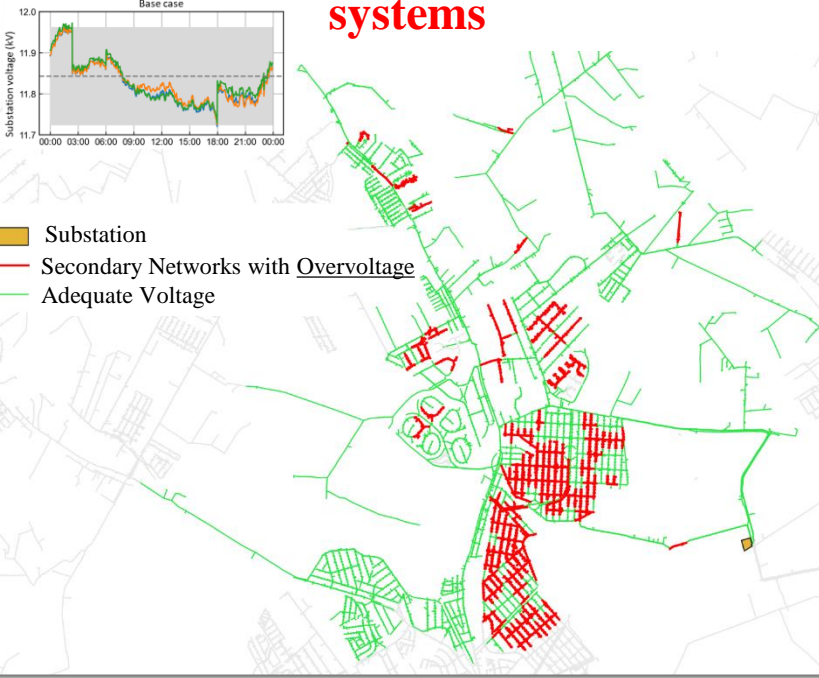 systems
Base case
Substation voltage (kV)
12.0
11.9
11.8
11.7
00:00 03:00 06:00 09:00 12:00 15:00 18:00 21:00 00:00
Substation
Secondary Networks with Overvoltage
Adequate Voltage